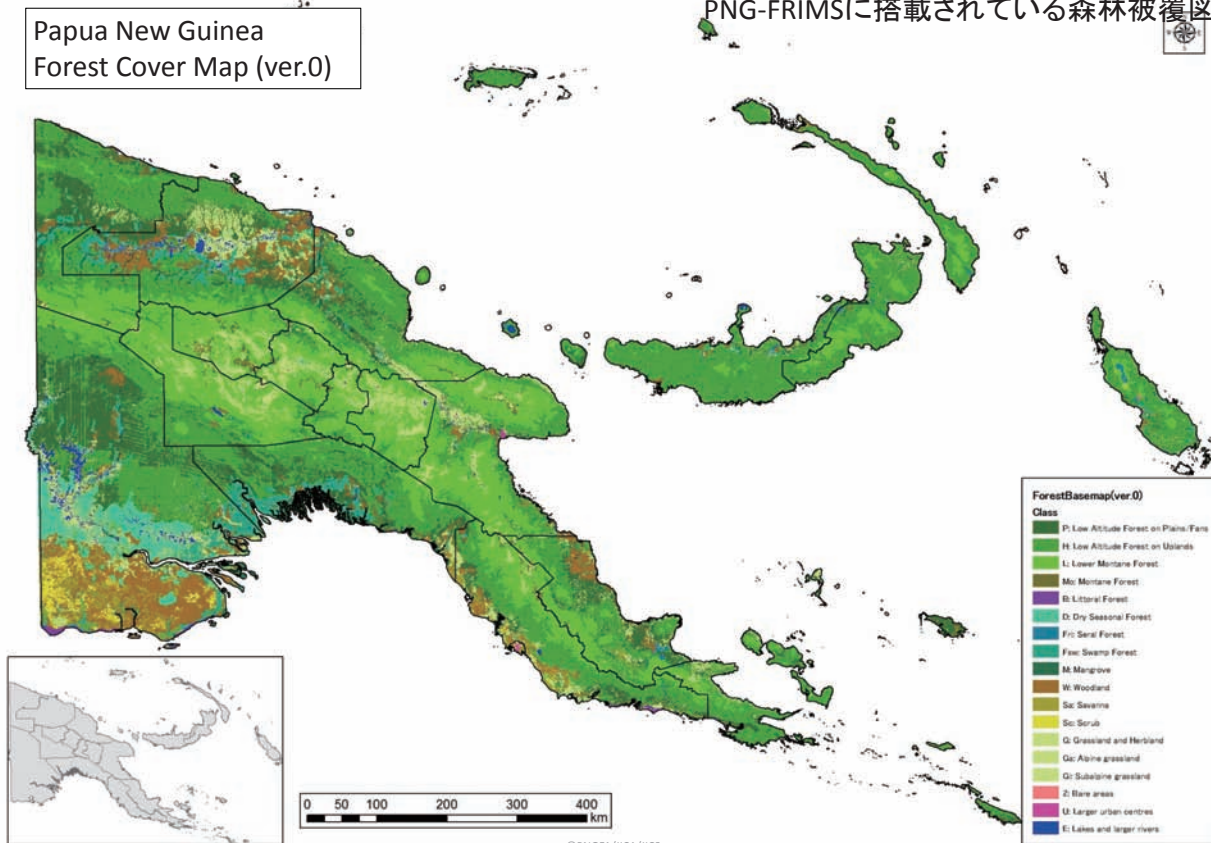 PNG-FRIMSに搭載されている森林被覆図
Papua New Guinea
Forest Cover Map (ver.0)
ForestBasemap(ver.0)
Class
P: Low Altitude Forest on Plains/Fans
H: Low Altitude Forest on Uplands
L: Lower Montane Forest
Mo: Montane Forest
B: Littoral Forest
D: Dry Seasonal Forest
Fri: Seral Forest
Fsw: Swamp Forest
M: Mangrove
W: Woodland
Sa: Savanna
Sc: Scrub
G: Grassland and Herbland
Ga: Alpine grassland
Gi: Subalpine grassland
Z: Bare areas
U: Larger urban centres
E: Lakes and larger rivers
0 50 100 200 300 400
km